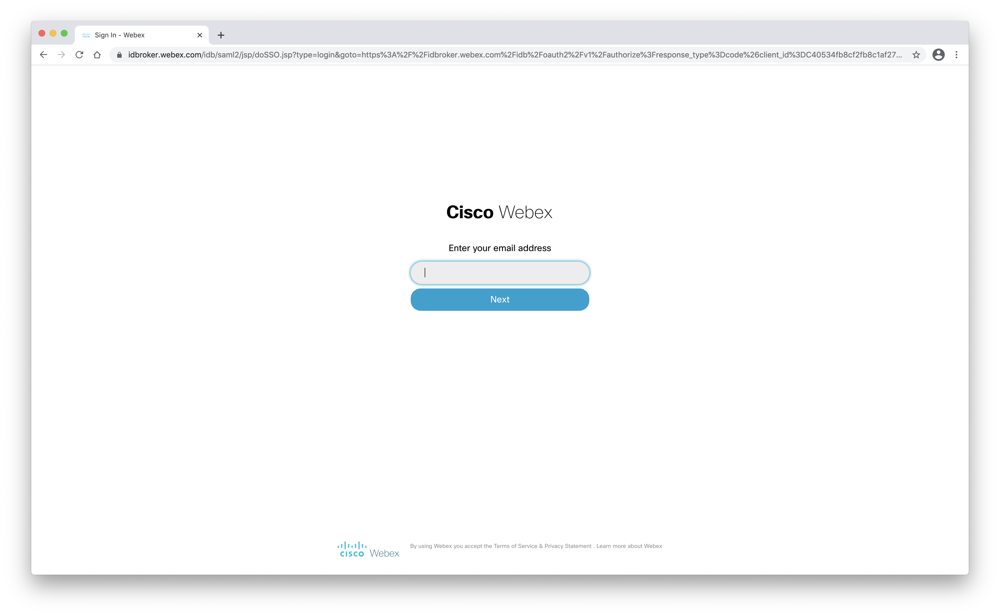 Sign In - Webex
idbroker.webex.com/idb/saml2/jsp/doSSO.jsp?type=login&goto=https%3A%2F%2Fidbroker.webex.com%2Fidb%2Foauth2%2Fv1%2Fauthorize%3Fresponse_type%3Dcode%26client_id%3DC40534fb8cf2fb8c1af27...
Cisco Webex
Enter your email address
Next
CISCO Webex
By using Webex you accept the Terms of Service & Privacy Statement . Learn more about Webex